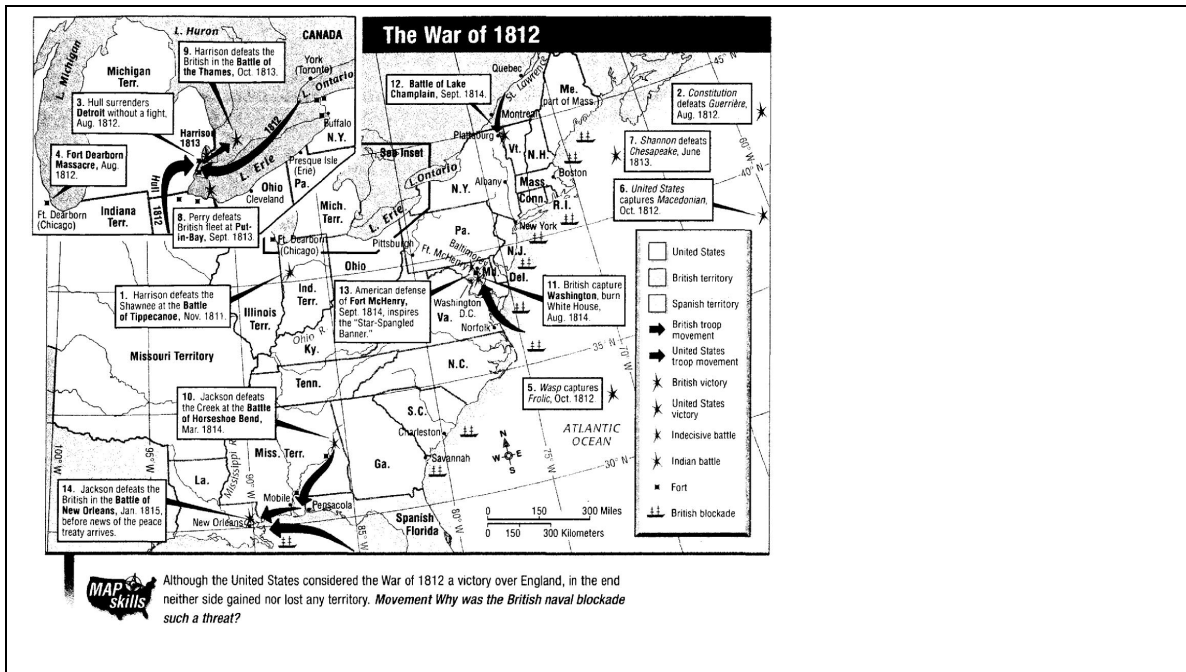 The War of 1812
L. Huron
CANADA
L. Michigan
Michigan
Terr.
9. Harrison defeats the
British in the Battle of
the Thames, Oct. 1813.
York
(Toronto)
L. Ontario
3. Hull surrenders
Detroit without a fight,
Aug. 1812.
Harrison
1813
1812
Buffalo
N.Y.
4. Fort Dearborn
Massacre, Aug.
1812.
L. Erie
Presque Isle
(Erie)
Pa.
Ohio
Cleveland
Hull
1812
Ft. Dearborn
(Chicago)
Indiana
Terr.
8. Perry defeats
British fleet at Put-
in-Bay, Sept. 1813
12. Battle of Lake
Champlain, Sept. 1814.
Quebec
St. Lawrence
Montreal
Me.
(part of Mass.)
45° N
2. Constitution
defeats Guerrière,
Aug. 1812.
Plattsburg
Vt.
N.H.
7. Shannon defeats
Chesapeake, June
1813.
60° W
40° N
See Inset
L. Ontario
N.Y.
Albany
Mass.
Boston
Conn.
R.I.
6. United States
captures Macedonian,
Oct. 1812.
Mich.
Terr.
L. Erie
New York
Pa.
N.J.
Ft. Dearborn
(Chicago)
Pittsburgh
Baltimore
Ft. McHenry
Md.
Del.
Ohio
Ind.
Terr.
1. Harrison defeats the
Shawnee at the Battle
of Tippecanoe, Nov. 1811.
Illinois
Terr.
13. American defense
of Fort McHenry,
Sept. 1814, inspires
the "Star-Spangled
Banner."
Washington
D.C.
Va.
Norfolk
11. British capture
Washington, burn
White House,
Aug. 1814.
Ohio R.
Ky.
Missouri Territory
35° N
70° W
N.C.
Tenn.
10. Jackson defeats
the Creek at the Battle
of Horseshoe Bend,
Mar. 1814.
5. Wasp captures
Frolic, Oct. 1812.
S.C.
Charleston
ATLANTIC
OCEAN
N
W
E
S
75° W
30° N
100° W
95° W
Mississippi R.
90° W
Miss. Terr.
Ga.
Savannah
La.
14. Jackson defeats the
British in the Battle of
New Orleans, Jan. 1815,
before news of the peace
treaty arrives.
Mobile
Pensacola
New Orleans
85° W
Spanish
Florida
80° W
0 150 300 Miles
0 150 300 Kilometers
United States
British territory
Spanish territory
British troop
movement
United States
troop movement
British victory
United States
victory
Indecisive battle
Indian battle
Fort
British blockade
MAP
skills
Although the United States considered the War of 1812 a victory over England, in the end
neither side gained nor lost any territory. Movement Why was the British naval blockade
such a threat?